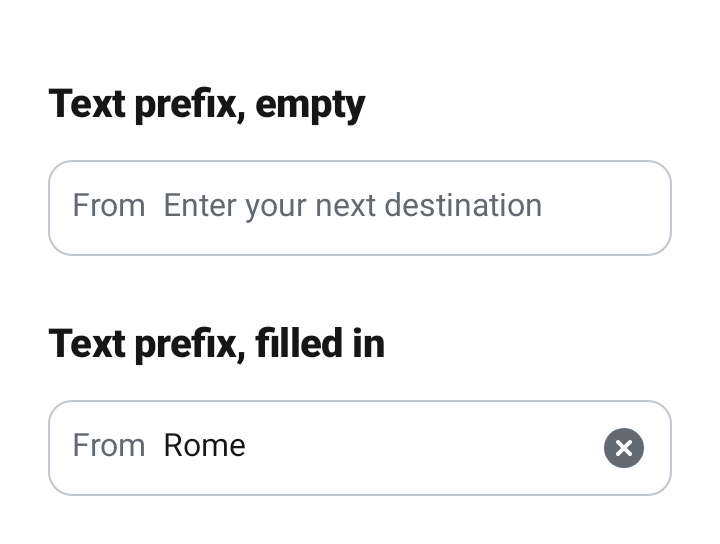 Text prefix, empty
From Enter your next destination
Text prefix, filled in
From Rome